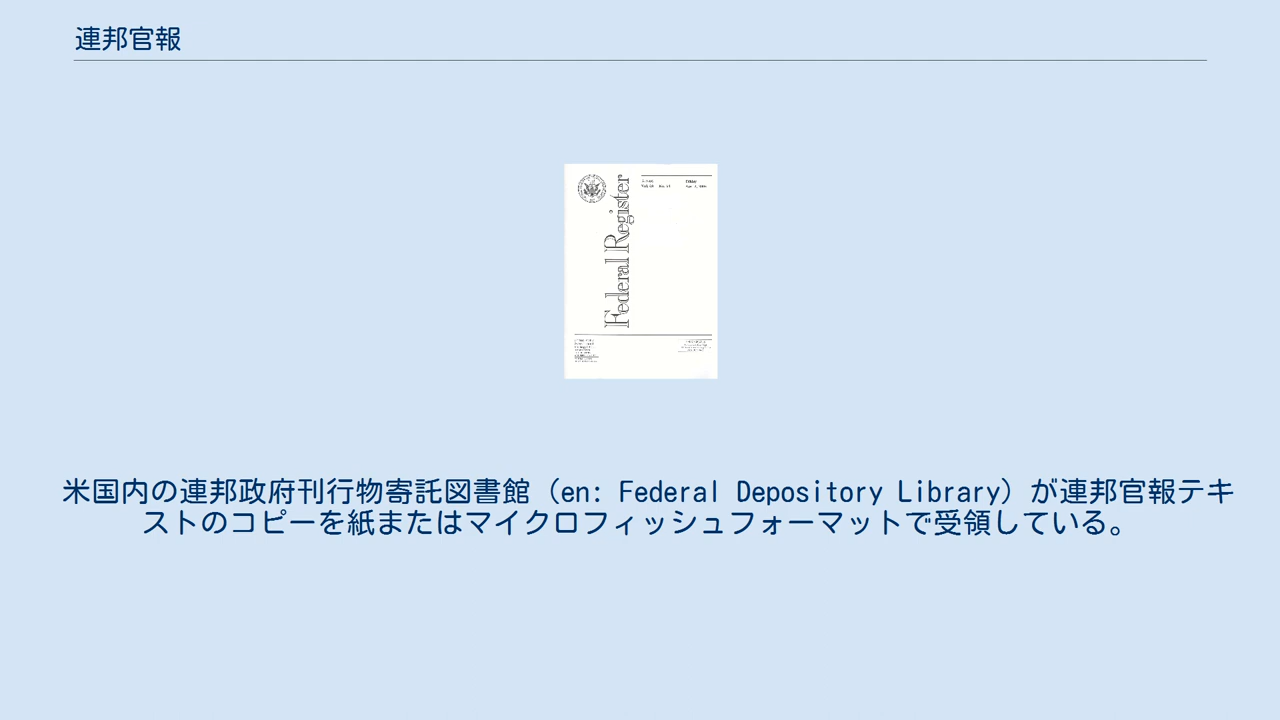 連邦官報
Federal Register
米国内の連邦政府刊行物寄託図書館（en: Federal Depository Library）が連邦官報テキ
ストのコピーを紙またはマイクロフィッシュフォーマットで受領している。